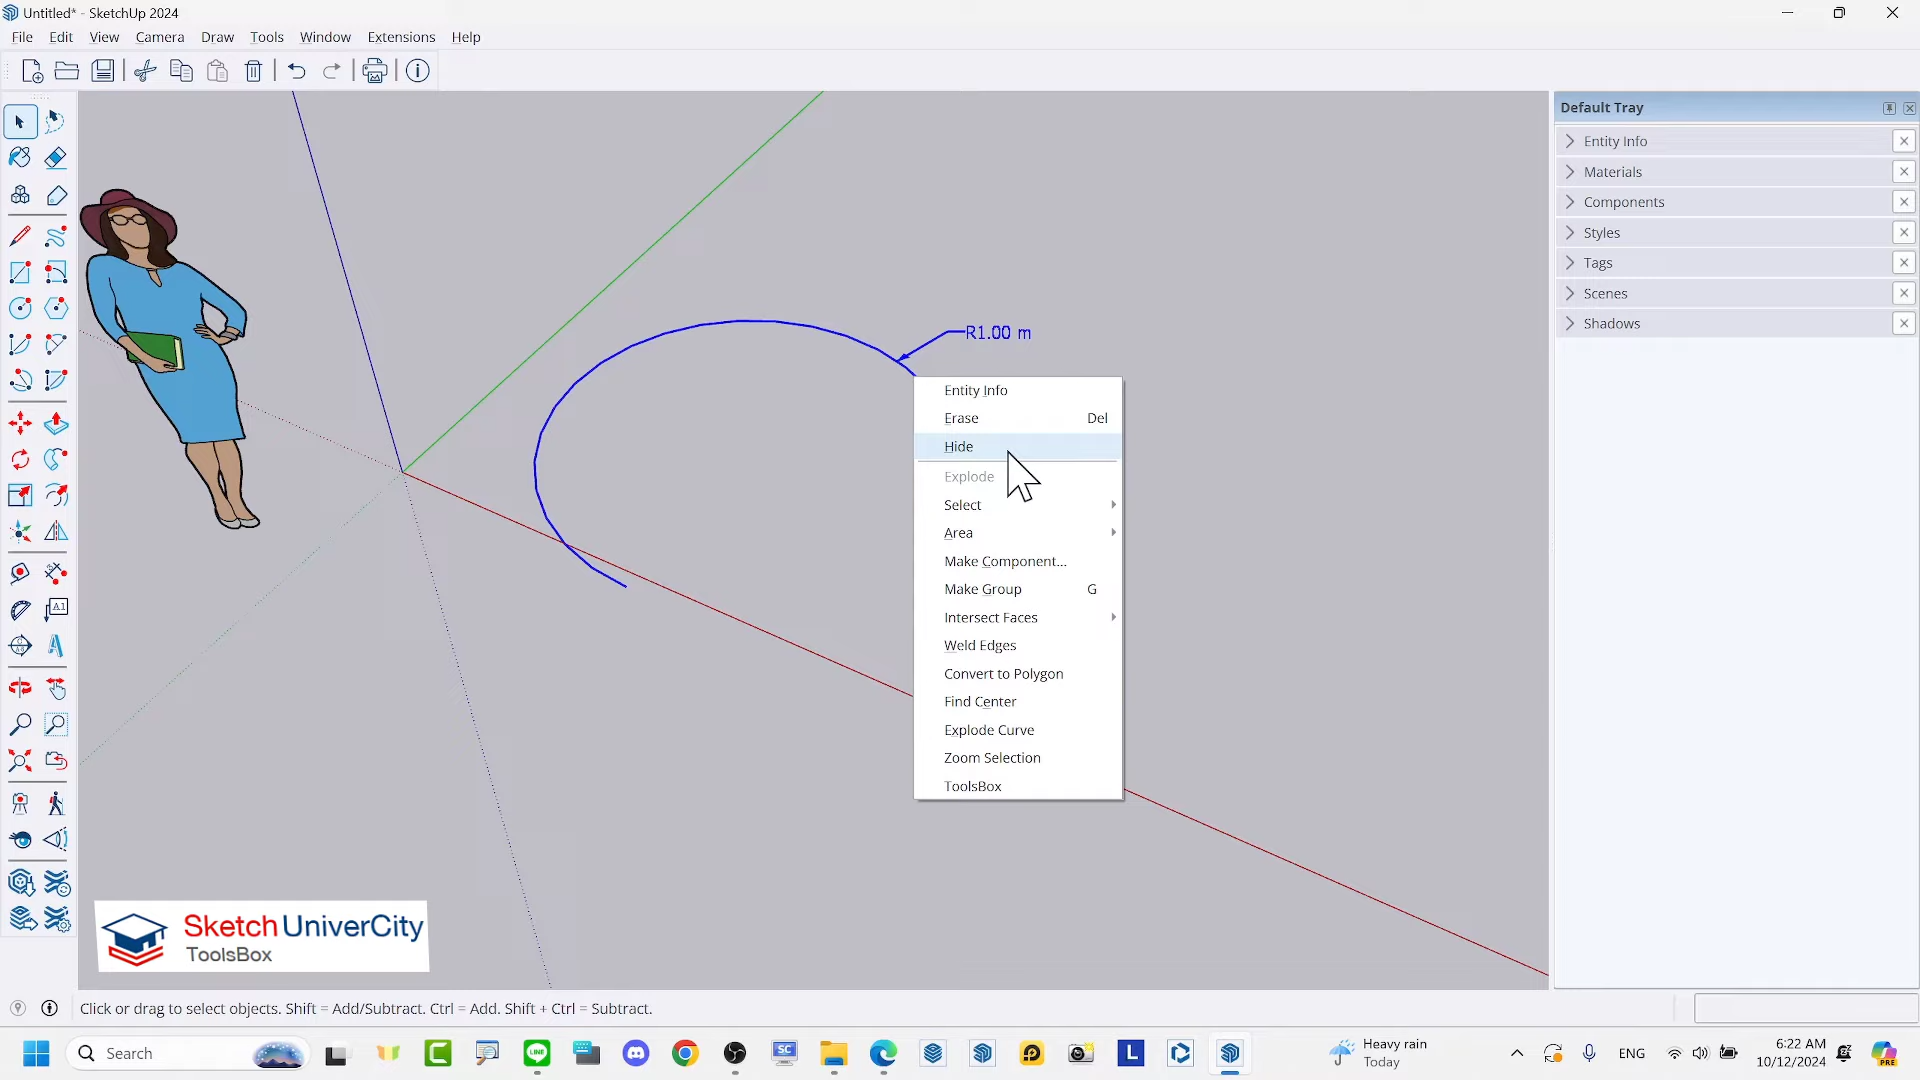 Untitled* - SketchUp 2024
File Edit View Camera Draw Tools Window Extensions Help
Default Tray
Entity Info
Materials
Components
Styles
Tags
Scenes
Shadows
R1.00 m
Entity Info
Erase Del
Hide
Explode
Select
Area
Make Component...
Make Group G
Intersect Faces
Weld Edges
Convert to Polygon
Find Center
Explode Curve
Zoom Selection
ToolsBox
A1
Sketch UniverCity
ToolsBox
Click or drag to select objects. Shift = Add/Subtract. Ctrl = Add. Shift + Ctrl = Subtract.
Search
LINE
SC
L
Heavy rain
Today
ENG
6:22 AM
10/12/2024
PRE